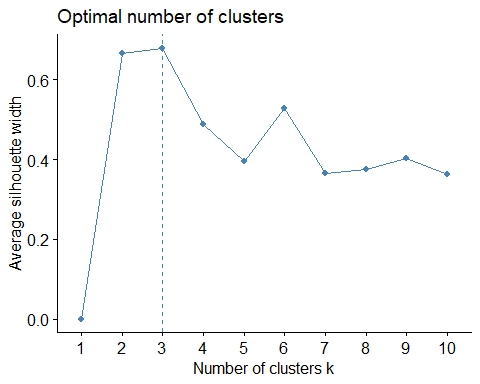 Optimal number of clusters
Average silhouette width
0.6
0.4
0.2
0.0
1 2 3 4 5 6 7 8 9 10
Number of clusters k